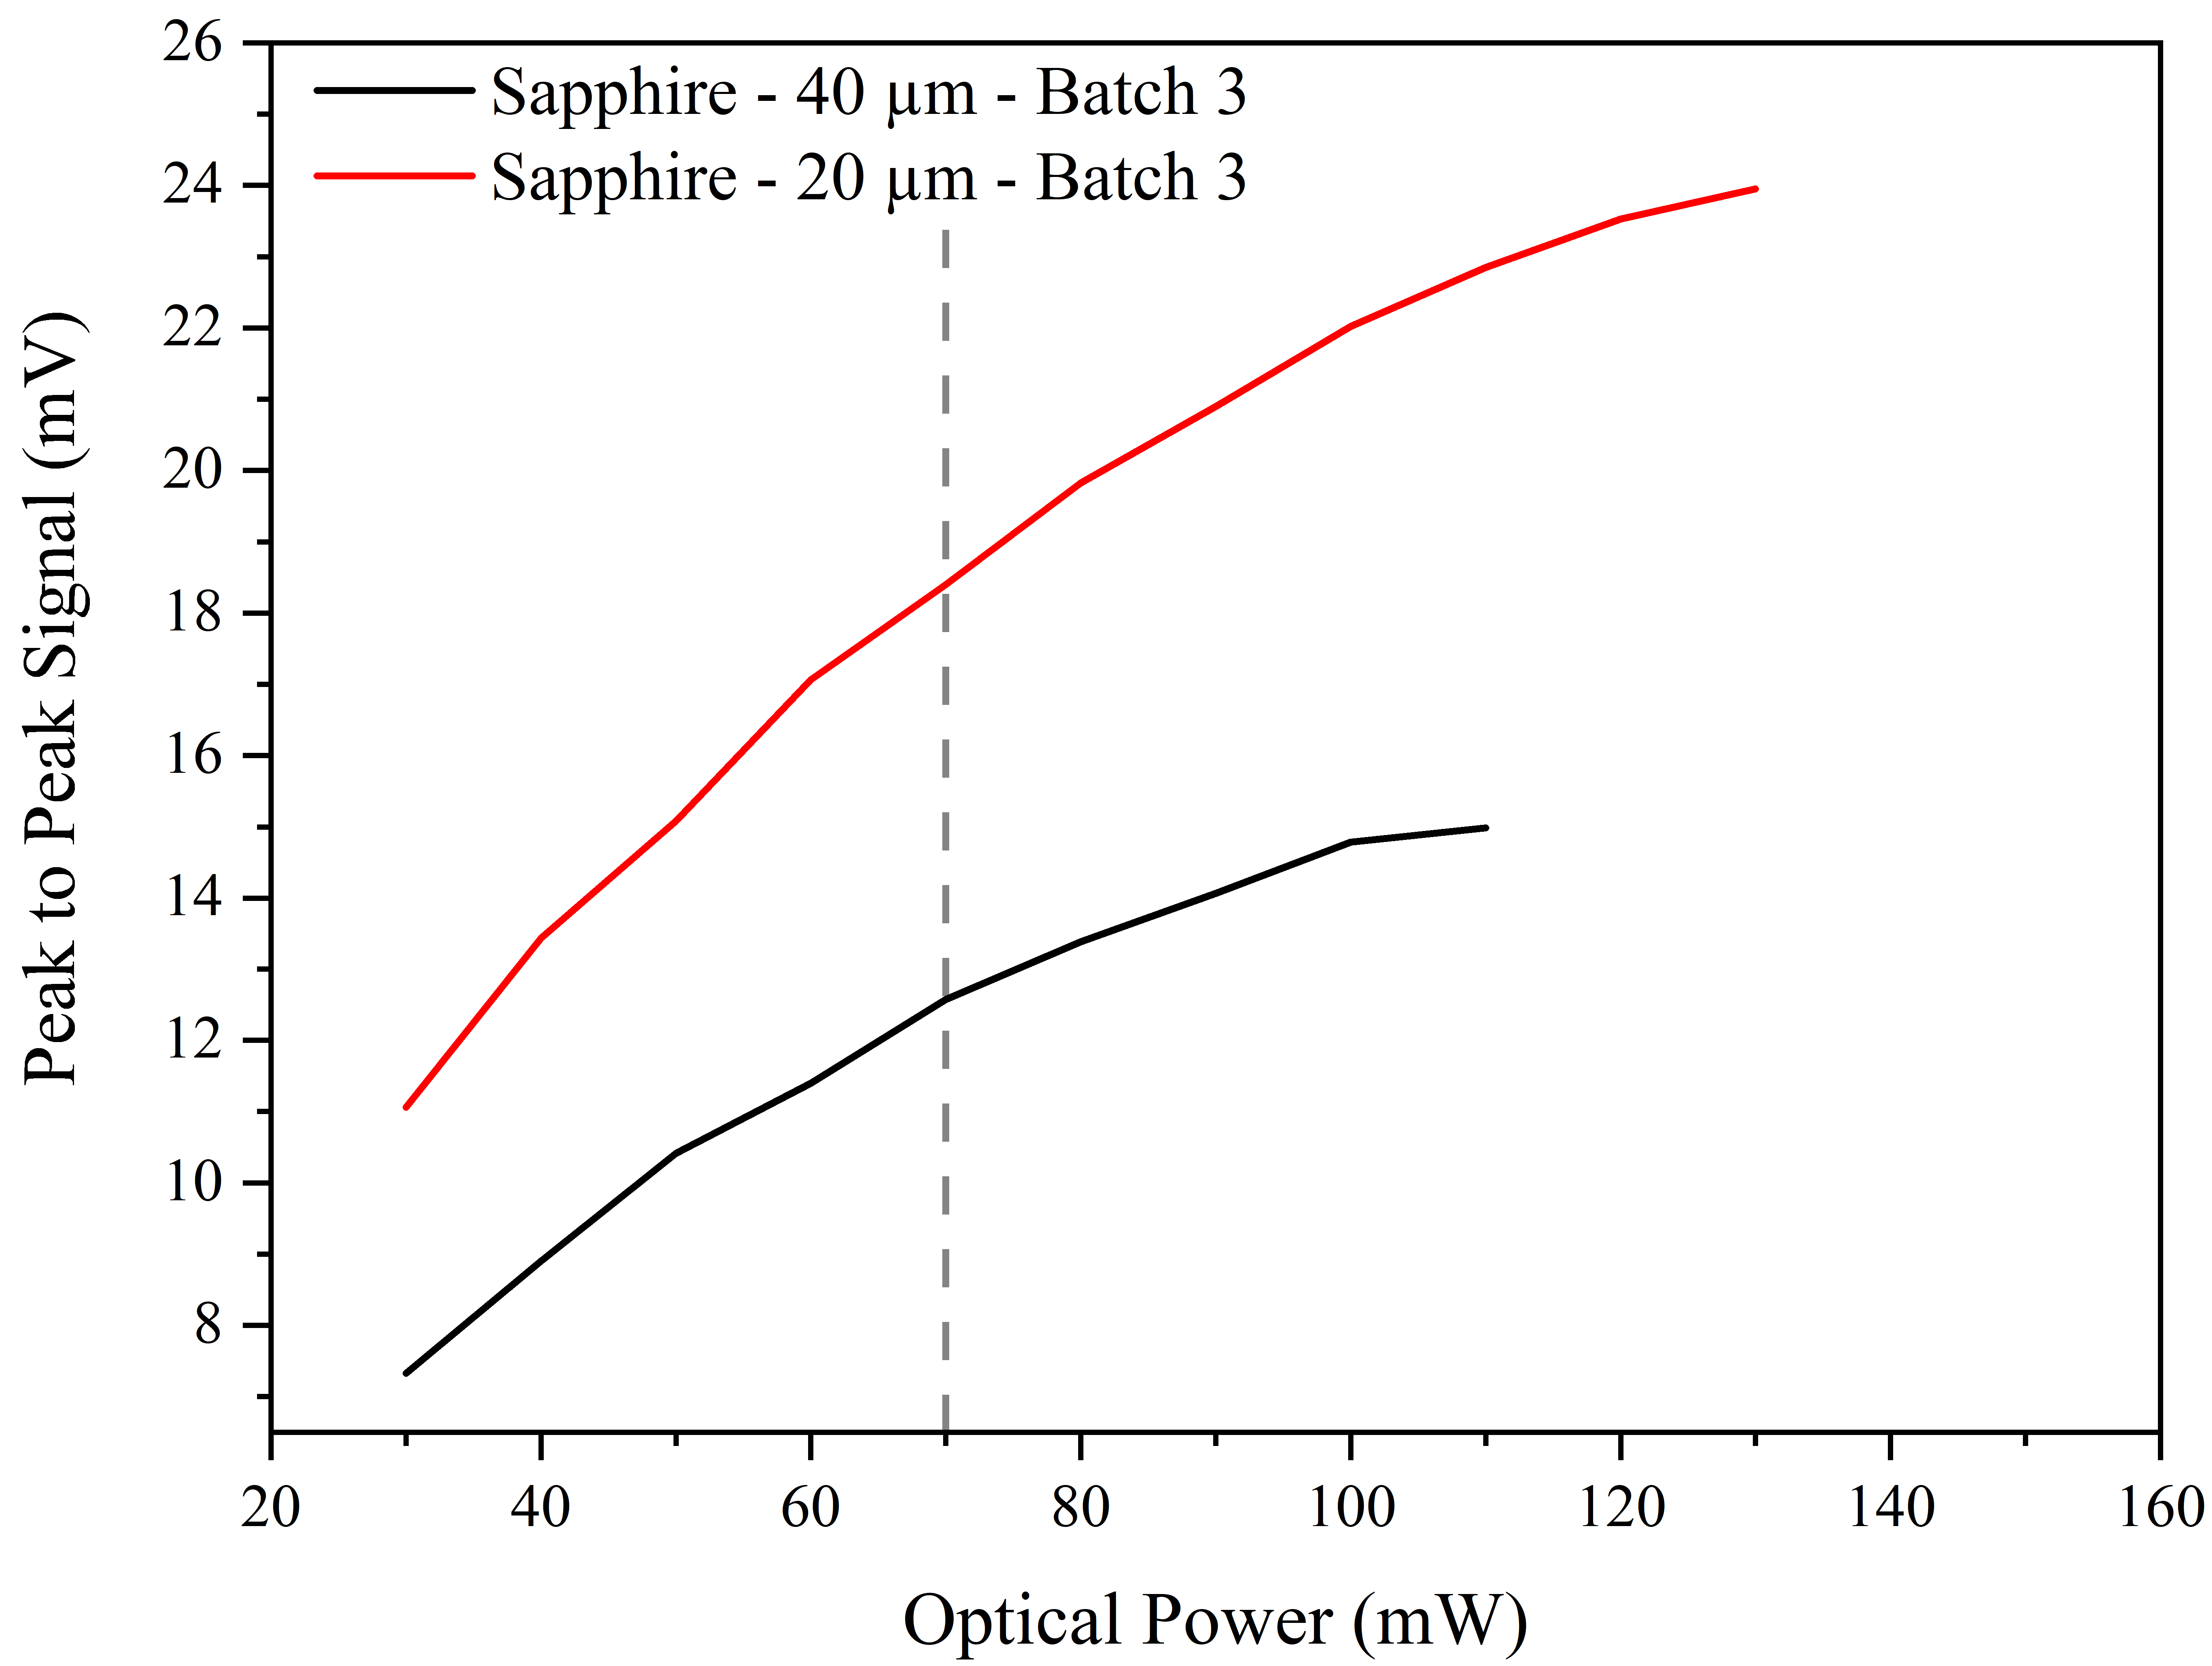 Sapphire - 40 µm - Batch 3
Sapphire - 20 µm - Batch 3
Peak to Peak Signal (mV)
26
24
22
20
18
16
14
12
10
8
20 40 60 80 100 120 140 160
Optical Power (mW)